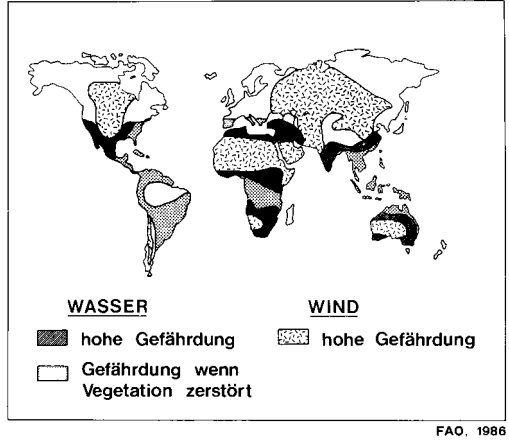 WASSER
WIND
hohe Gefährdung
hohe Gefährdung
Gefährdung wenn
Vegetation zerstört
FAO, 1986